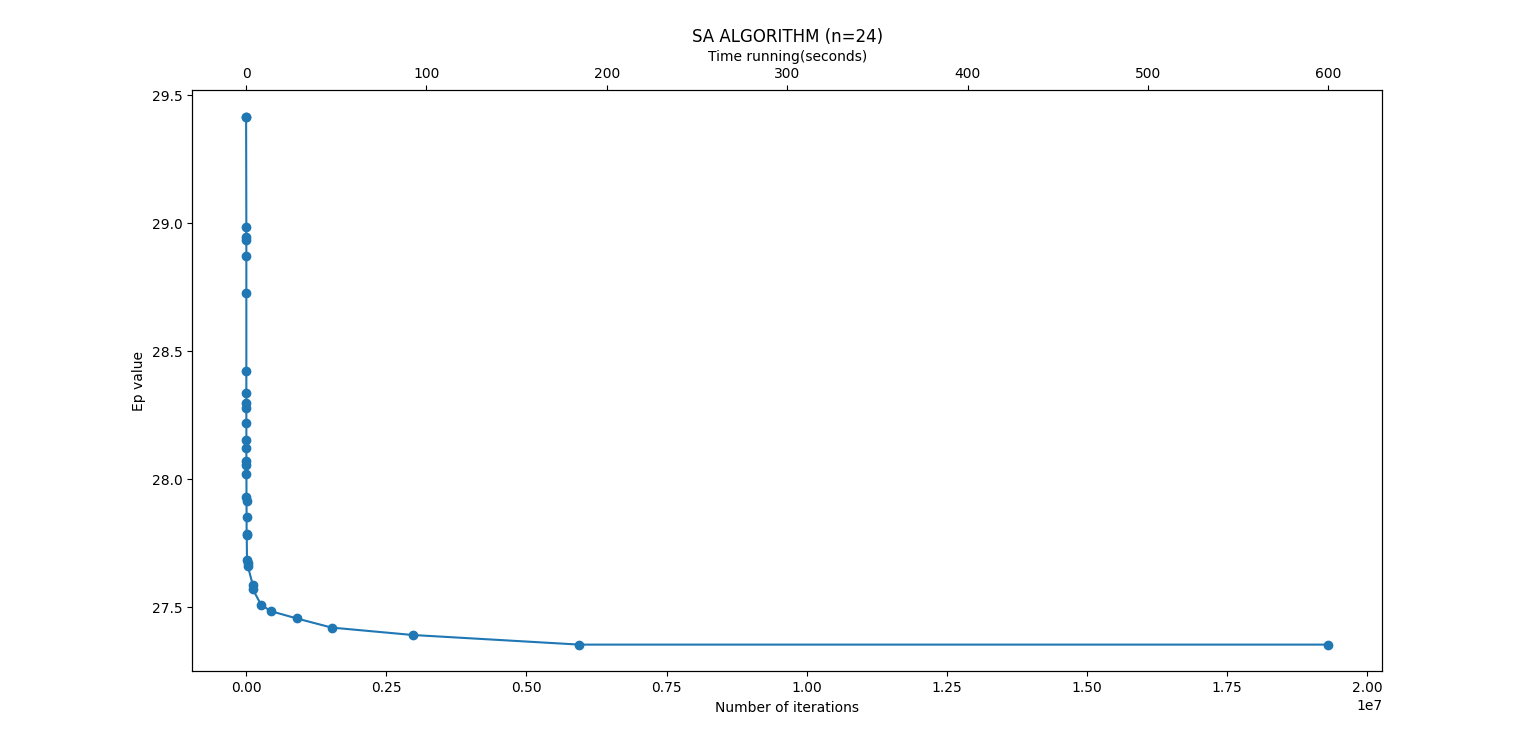 SA ALGORITHM (n=24)
Time running(seconds)
0 100 200 300 400 500 600
29.5
29.0
28.5
28.0
27.5
Ep value
0.00 0.25 0.50 0.75 1.00 1.25 1.50 1.75 2.00
1e7
Number of iterations